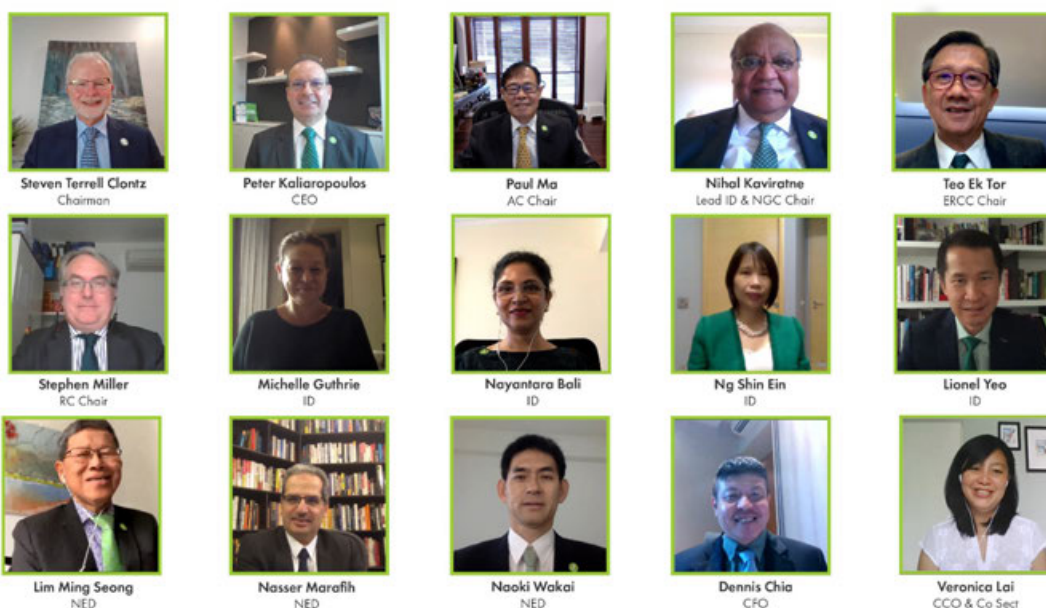 Steven Terrell Clontz
Chairman
Peter Kaliaropoulos
CEO
Paul Ma
AC Chair
Nihal Kaviratne
Lead ID & NGC Chair
Teo Ek Tor
ERCC Chair
Stephen Miller
RC Chair
Michelle Guthrie
ID
Nayantara Bali
ID
Ng Shin Ein
ID
Lionel Yeo
ID
Lim Ming Seong
NED
Nasser Marafih
NED
Naoki Wakai
NED
Dennis Chia
CFO
Veronica Lai
CCO & Co Sect